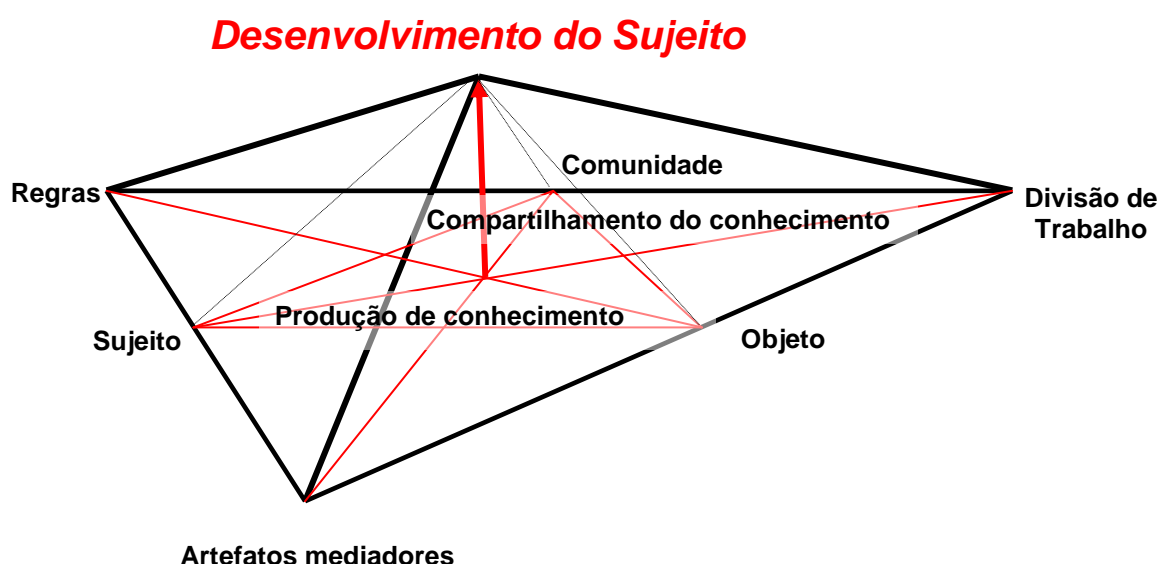 Desenvolvimento do Sujeito
Comunidade
Regras
Divisão de
Trabalho
Compartilhamento do conhecimento
Produção de conhecimento
Sujeito
Objeto
Artefatos mediadores